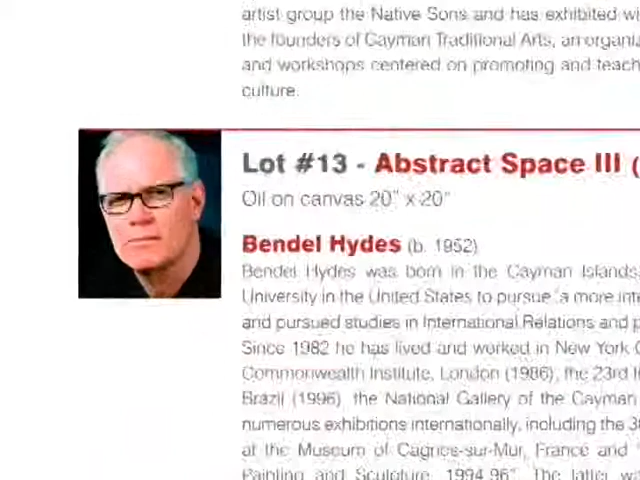 artist group the Native Sons and has exhibited wi
the founders of Cayman Traditional Arts, an organiz
and workshops centered on promoting and teach
culture.
Lot #13 - Abstract Space III (
Oil on canvas 20" x 20"
Bendel Hydes (b. 1952)
Bendel Hydes was born in the Cayman Islands
University in the United States to pursue "a more inte
and pursued studies in International Relations and p
Since 1982 he has lived and worked in New York C
Commonwealth Institute, London (1986), the 23rd I
Brazil (1996), the National Gallery of the Cayman
numerous exhibitions internationally, including the 3
at the Museum of Cagnes-sur-Mur, France and "
Painting and Sculpture, 1994-96". The latter w